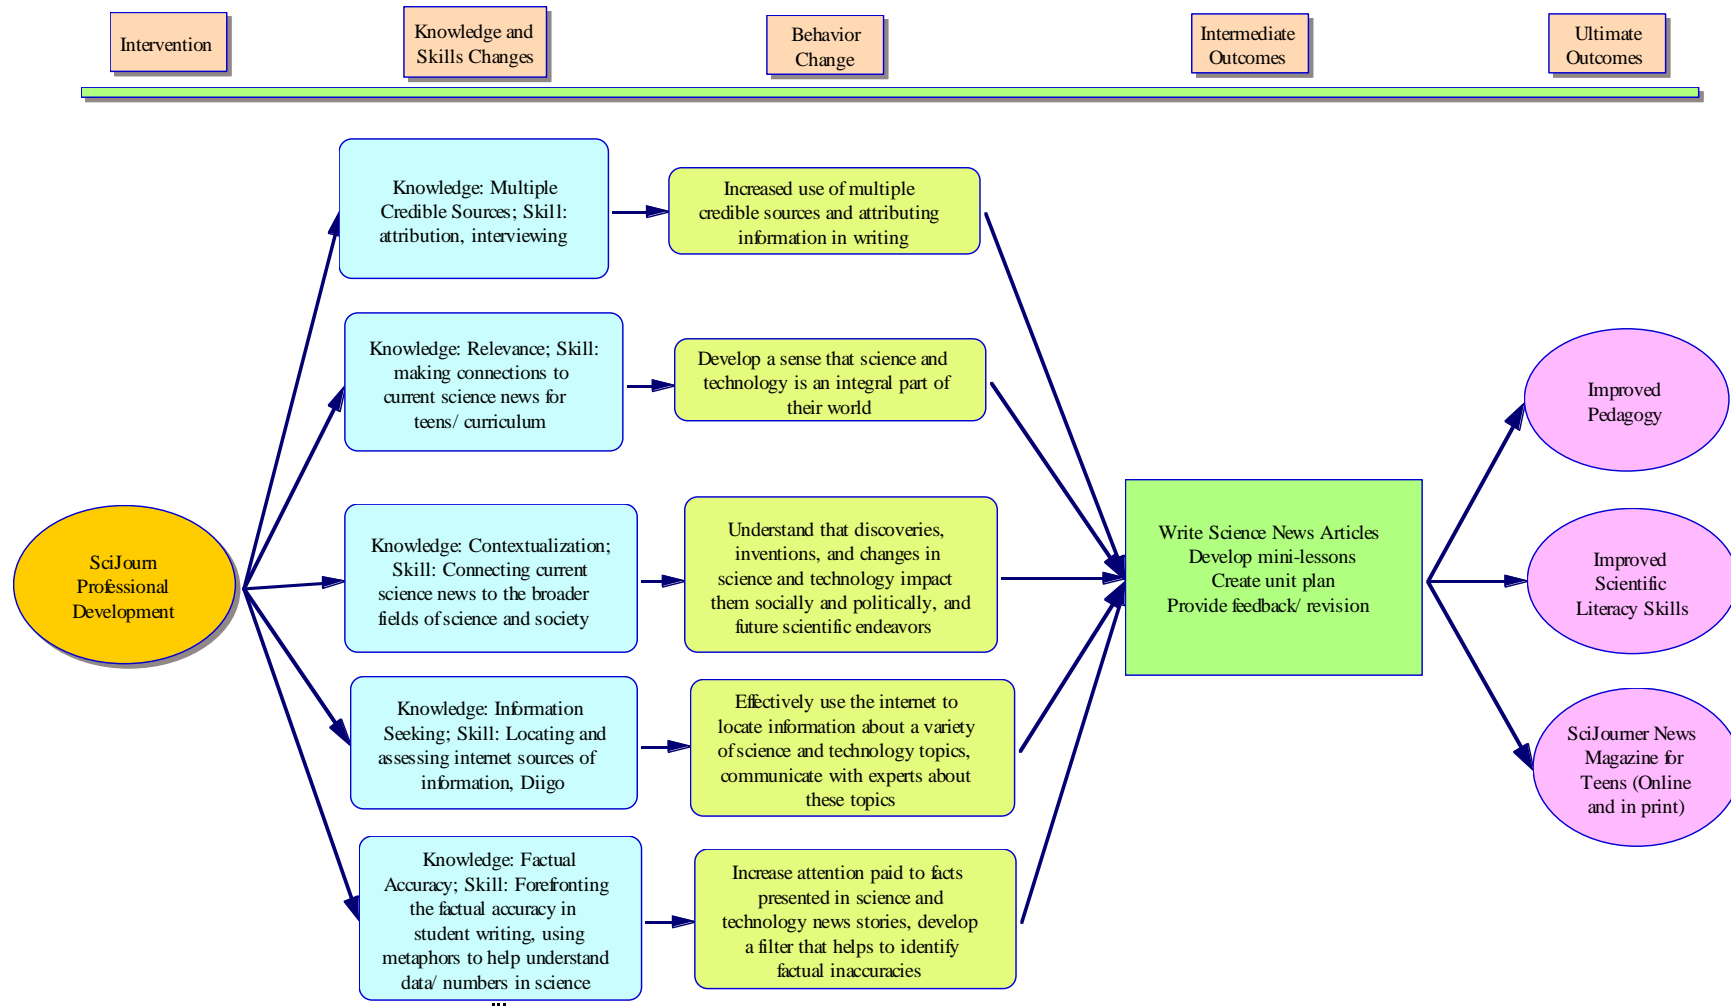 Intervention
Knowledge and
Skills Changes
Behavior
Change
Intermediate
Outcomes
Ultimate
Outcomes
SciJourn
Professional
Development
Knowledge: Multiple
Credible Sources; Skill:
attribution, interviewing
Increased use of multiple
credible sources and attributing
information in writing
Knowledge: Relevance; Skill:
making connections to
current science news for
teens/ curriculum
Develop a sense that science and
technology is an integral part of
their world
Knowledge: Contextualization;
Skill: Connecting current
science news to the broader
fields of science and society
Understand that discoveries,
inventions, and changes in
science and technology impact
them socially and politically, and
future scientific endeavors
Knowledge: Information
Seeking; Skill: Locating and
assessing internet sources of
information, Diigo
Effectively use the internet to
locate information about a variety
of science and technology topics,
communicate with experts about
these topics
Knowledge: Factual
Accuracy; Skill: Forefronting
the factual accuracy in
student writing, using
metaphors to help understand
data/ numbers in science
Increase attention paid to facts
presented in science and
technology news stories, develop
a filter that helps to identify
factual inaccuracies
Write Science News Articles
Develop mini-lessons
Create unit plan
Provide feedback/ revision
Improved
Pedagogy
Improved
Scientific
Literacy Skills
SciJourner News
Magazine for
Teens (Online
and in print)